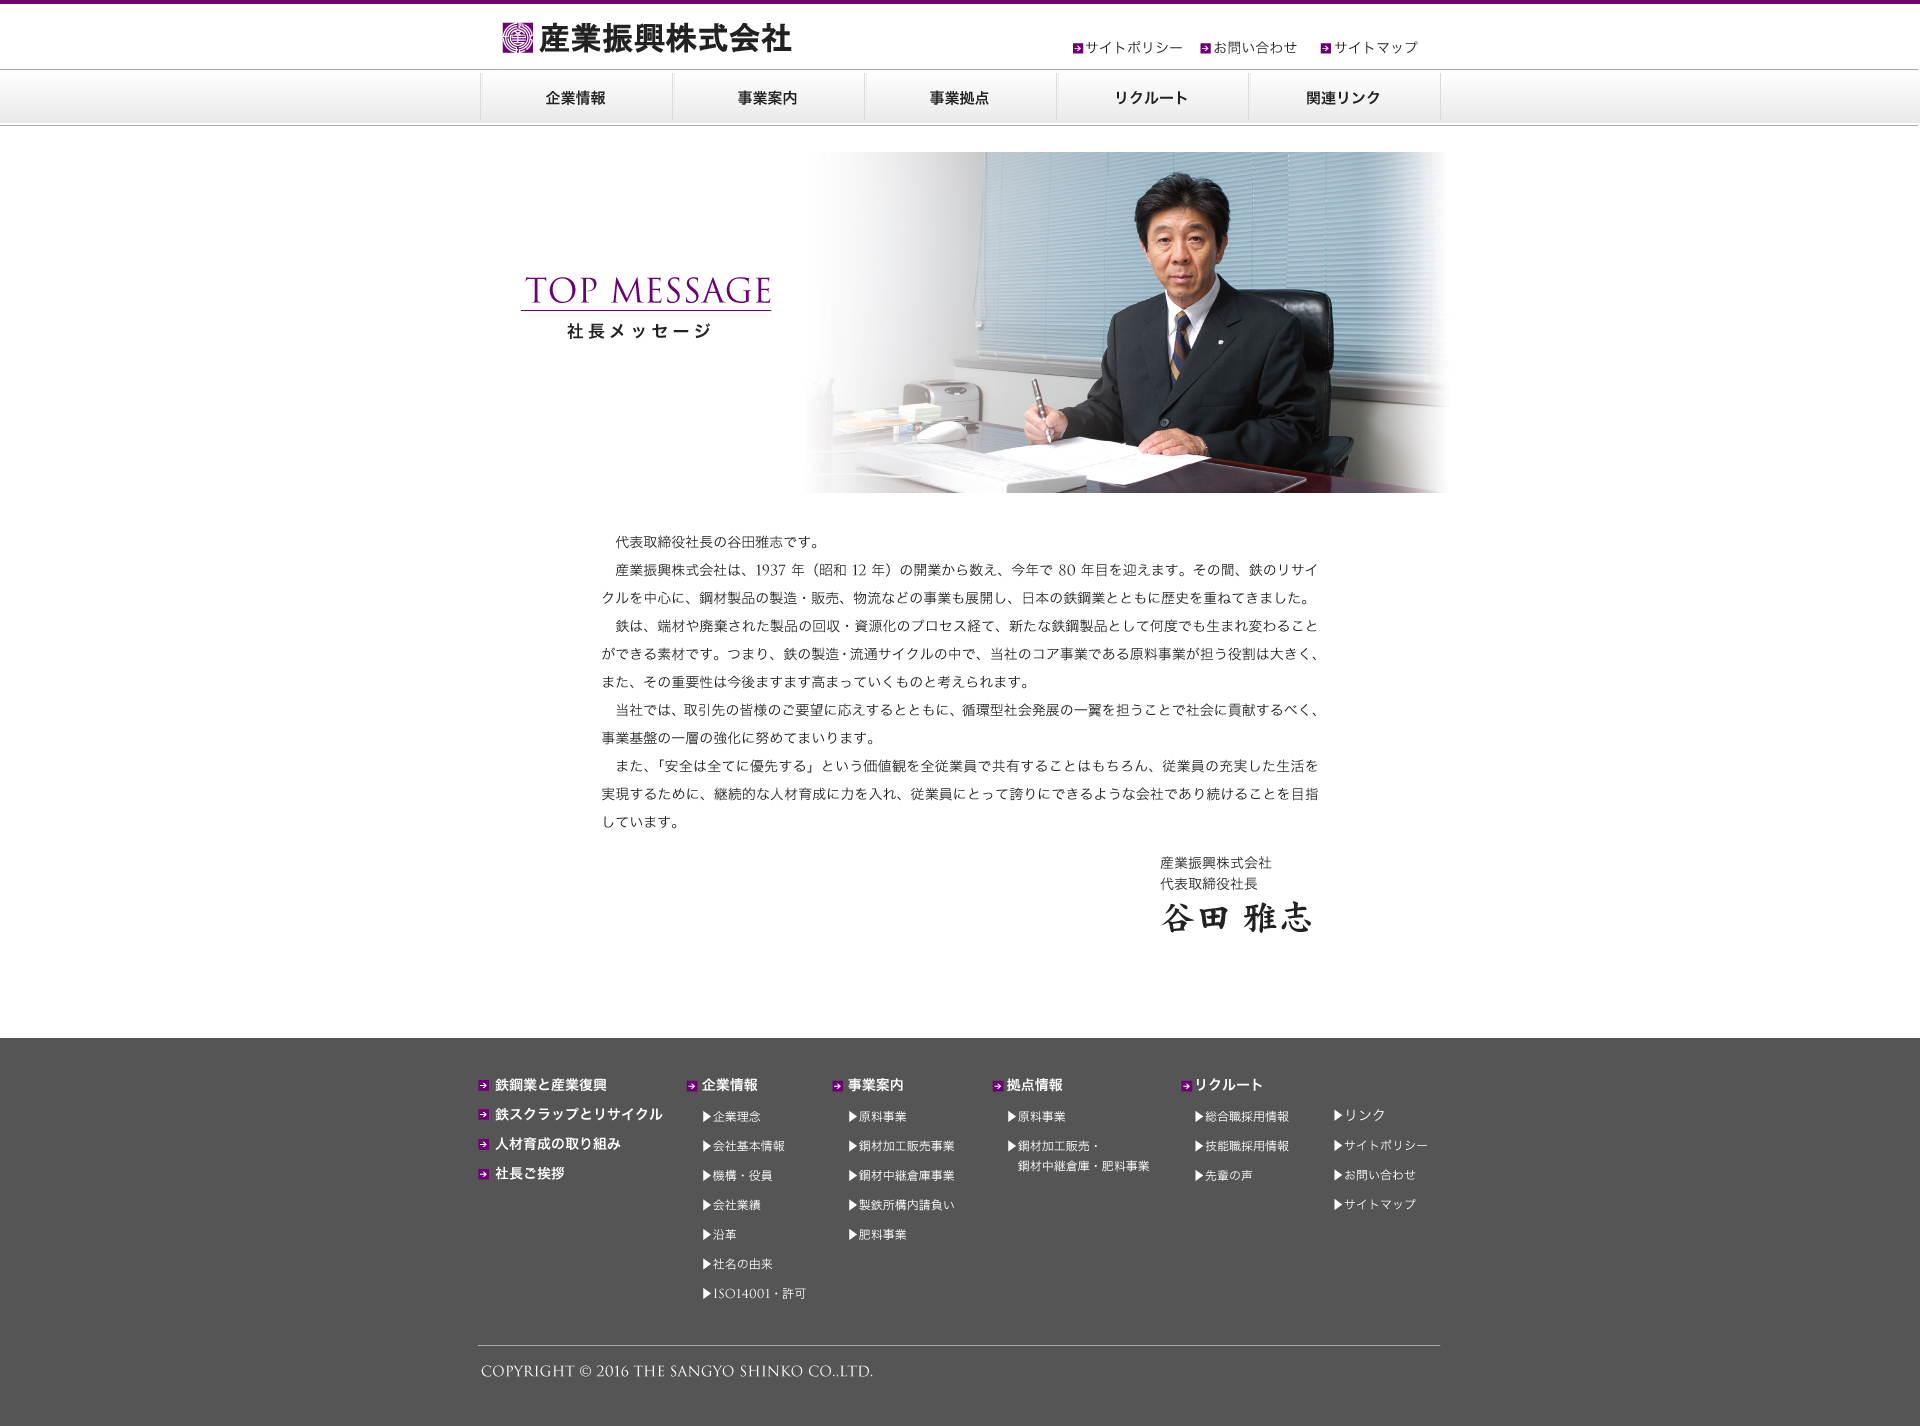 産業振興株式会社
サイトポリシー お問い合わせ サイトマップ
企業情報 事業案内 事業拠点 リクルート 関連リンク
TOP MESSAGE
社長メッセージ
代表取締役社長の谷田雅志です。
産業振興株式会社は、1937 年（昭和 12 年）の開業から数え、今年で 80 年目を迎えます。その間、鉄のリサイ
クルを中心に、鋼材製品の製造・販売、物流などの事業も展開し、日本の鉄鋼業とともに歴史を重ねてきました。
鉄は、端材や廃棄された製品の回収・資源化のプロセス経て、新たな鉄鋼製品として何度でも生まれ変わること
ができる素材です。つまり、鉄の製造・流通サイクルの中で、当社のコア事業である原料事業が担う役割は大きく、
また、その重要性は今後ますます高まっていくものと考えられます。
当社では、取引先の皆様のご要望に応えするとともに、循環型社会発展の一翼を担うことで社会に貢献するべく、
事業基盤の一層の強化に努めてまいります。
また、「安全は全てに優先する」という価値観を全従業員で共有することはもちろん、従業員の充実した生活を
実現するために、継続的な人材育成に力を入れ、従業員にとって誇りにできるような会社であり続けることを目指
しています。
産業振興株式会社
代表取締役社長
谷田 雅志
鉄鋼業と産業復興
鉄スクラップとリサイクル
人材育成の取り組み
社長ご挨拶
企業情報
▶企業理念
▶会社基本情報
▶機構・役員
▶会社業績
▶沿革
▶社名の由来
▶ISO14001・許可
事業案内
▶原料事業
▶鋼材加工販売事業
▶鋼材中継倉庫事業
▶製鉄所構内請負い
▶肥料事業
拠点情報
▶原料事業
▶鋼材加工販売・
鋼材中継倉庫・肥料事業
リクルート
▶総合職採用情報
▶技能職採用情報
▶先輩の声
▶リンク
▶サイトポリシー
▶お問い合わせ
▶サイトマップ
COPYRIGHT © 2016 THE SANGYO SHINKO CO.,LTD.